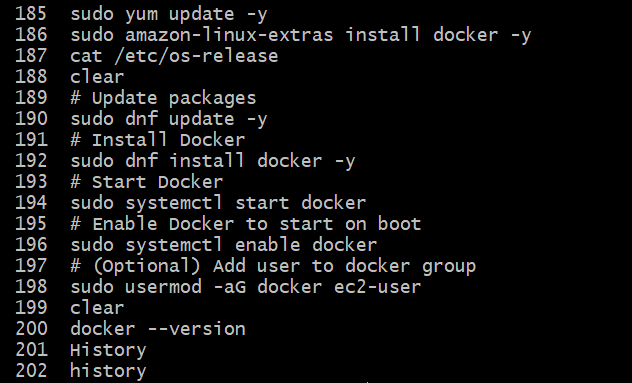 185 sudo yum update -y
186 sudo amazon-linux-extras install docker -y
187 cat /etc/os-release
188 clear
189 # Update packages
190 sudo dnf update -y
191 # Install Docker
192 sudo dnf install docker -y
193 # Start Docker
194 sudo systemctl start docker
195 # Enable Docker to start on boot
196 sudo systemctl enable docker
197 # (Optional) Add user to docker group
198 sudo usermod -aG docker ec2-user
199 clear
200 docker --version
201 History
202 history